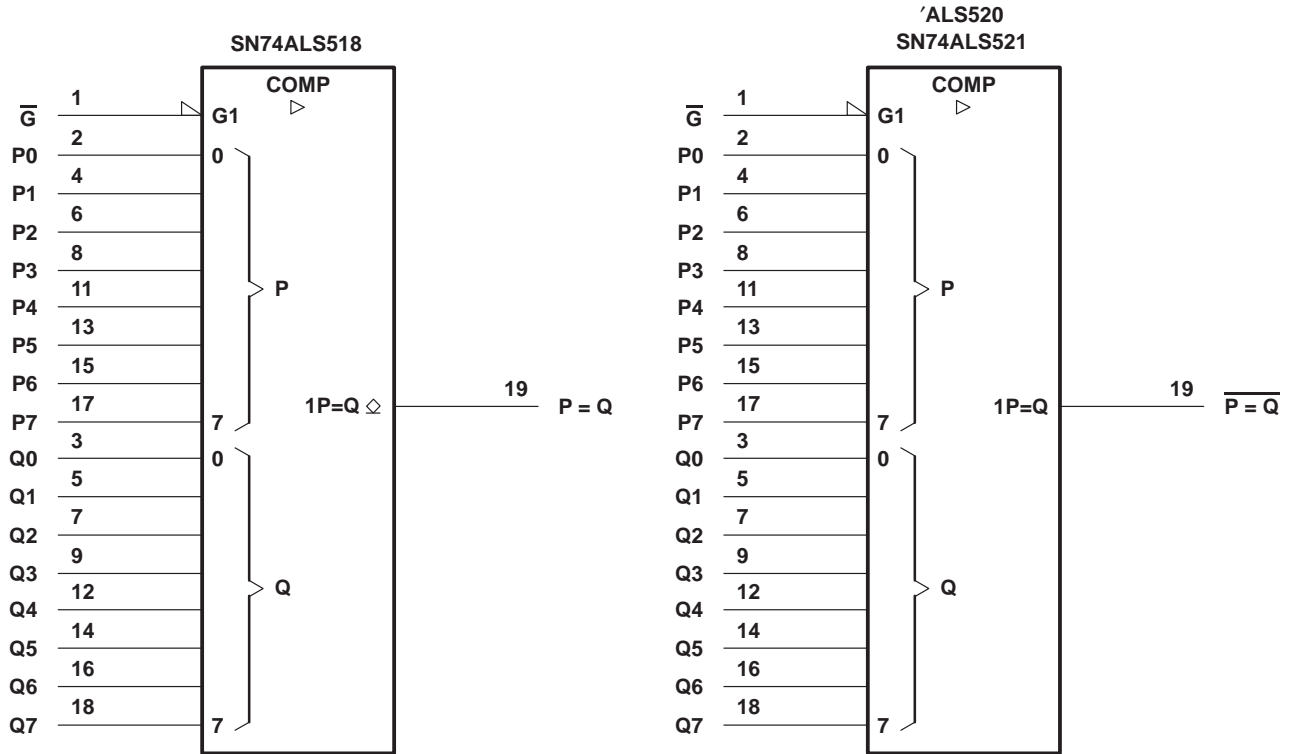 SN74ALS518
COMP
G̅ 1 G1
P0 2 0
P1 4
P2 6
P3 8
P4 11
P5 13
P6 15
P7 17 7
P
Q0 3 0
Q1 5
Q2 7
Q3 9
Q4 12
Q5 14
Q6 16
Q7 18 7
Q
1P=Q 19 P = Q
′ALS520
SN74ALS521
COMP
G̅ 1 G1
P0 2 0
P1 4
P2 6
P3 8
P4 11
P5 13
P6 15
P7 17 7
P
Q0 3 0
Q1 5
Q2 7
Q3 9
Q4 12
Q5 14
Q6 16
Q7 18 7
Q
1P=Q 19 P̅ ̅=̅ ̅Q̅